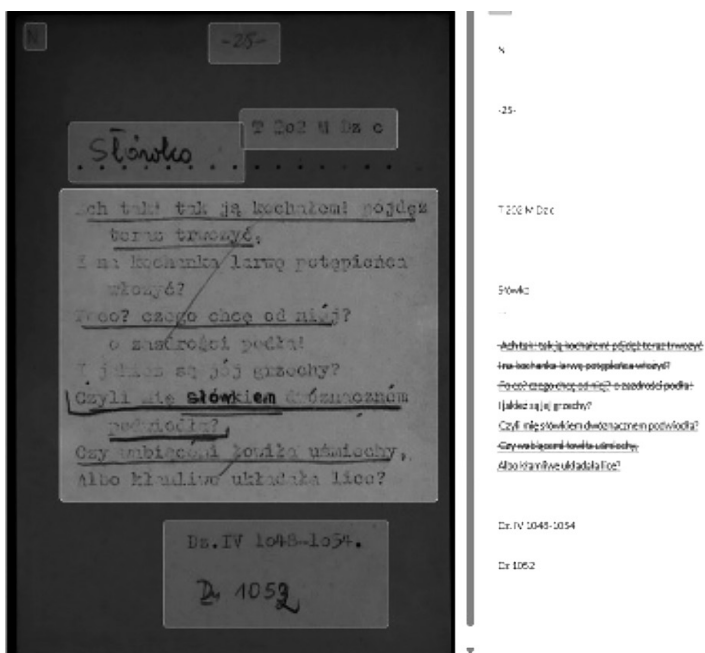 N
-25-
T 202 M Dz c
Słówko
Ach tak! tak ją kochałem! pójdęż
teraz trwożyć,
I na kochanka larwę potępieńca
włożyć?
Po co? czego chcę od niéj?
o zazdrości podła!
I jakież są jéj grzechy?
Czyli mię słówkiem dwóznaczném
podwiodła?
Czy wabiącemi łowiła uśmiechy,
Albo kłamliwe układała lice?
Dz.IV 1048-1054.
Dz 1052
N
-25-
T 202 M Dz c
Słówko
...
Ach tak! tak ją kochałem! pójdęż teraz trwożyć
I na kochanka larwę potępieńca włożyć?
Po co? czego chcę od niej? o zazdrości podła!
I jakież są jej grzechy?
Czyli mię słówkiem dwóznacznem podwiodła?
Czy wabiącemi łowiła uśmiechy,
Albo kłamliwe układała lice?
Dz. IV 1048-1054
Dz 1052